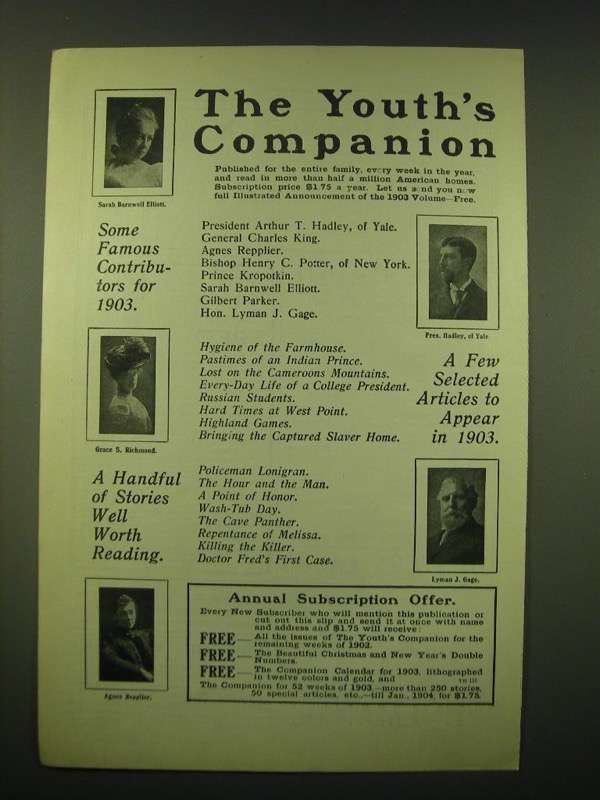 The Youth's
Companion
Published for the entire family, every week in the year,
and read in more than half a million American homes.
Subscription price $1.75 a year. Let us send you now
full Illustrated Announcement of the 1903 Volume—Free.
Sarah Barnwell Elliott.
Some
Famous
Contribu-
tors for
1903.
President Arthur T. Hadley, of Yale.
General Charles King.
Agnes Repplier.
Bishop Henry C. Potter, of New York.
Prince Kropotkin.
Sarah Barnwell Elliott.
Gilbert Parker.
Hon. Lyman J. Gage.
Pres. Hadley, of Yale.
Grace S. Richmond.
Hygiene of the Farmhouse.
Pastimes of an Indian Prince.
Lost on the Cameroons Mountains.
Every-Day Life of a College President.
Russian Students.
Hard Times at West Point.
Highland Games.
Bringing the Captured Slaver Home.
A Few
Selected
Articles to
Appear
in 1903.
A Handful
of Stories
Well
Worth
Reading.
Policeman Lonigran.
The Hour and the Man.
A Point of Honor.
Wash-Tub Day.
The Cave Panther.
Repentance of Melissa.
Killing the Killer.
Doctor Fred's First Case.
Lyman J. Gage.
Agnes Repplier.
Annual Subscription Offer.
Every New Subscriber who will mention this publication or
cut out this slip and send it at once with name
and address and $1.75 will receive:
FREE—All the issues of The Youth's Companion for the
remaining weeks of 1902.
FREE—The Beautiful Christmas and New Year's Double
Numbers.
FREE—The Companion Calendar for 1903, lithographed
in twelve colors and gold, and
The Companion for 52 weeks of 1903—more than 250 stories,
50 special articles, etc.,—till Jan., 1904, for $1.75.